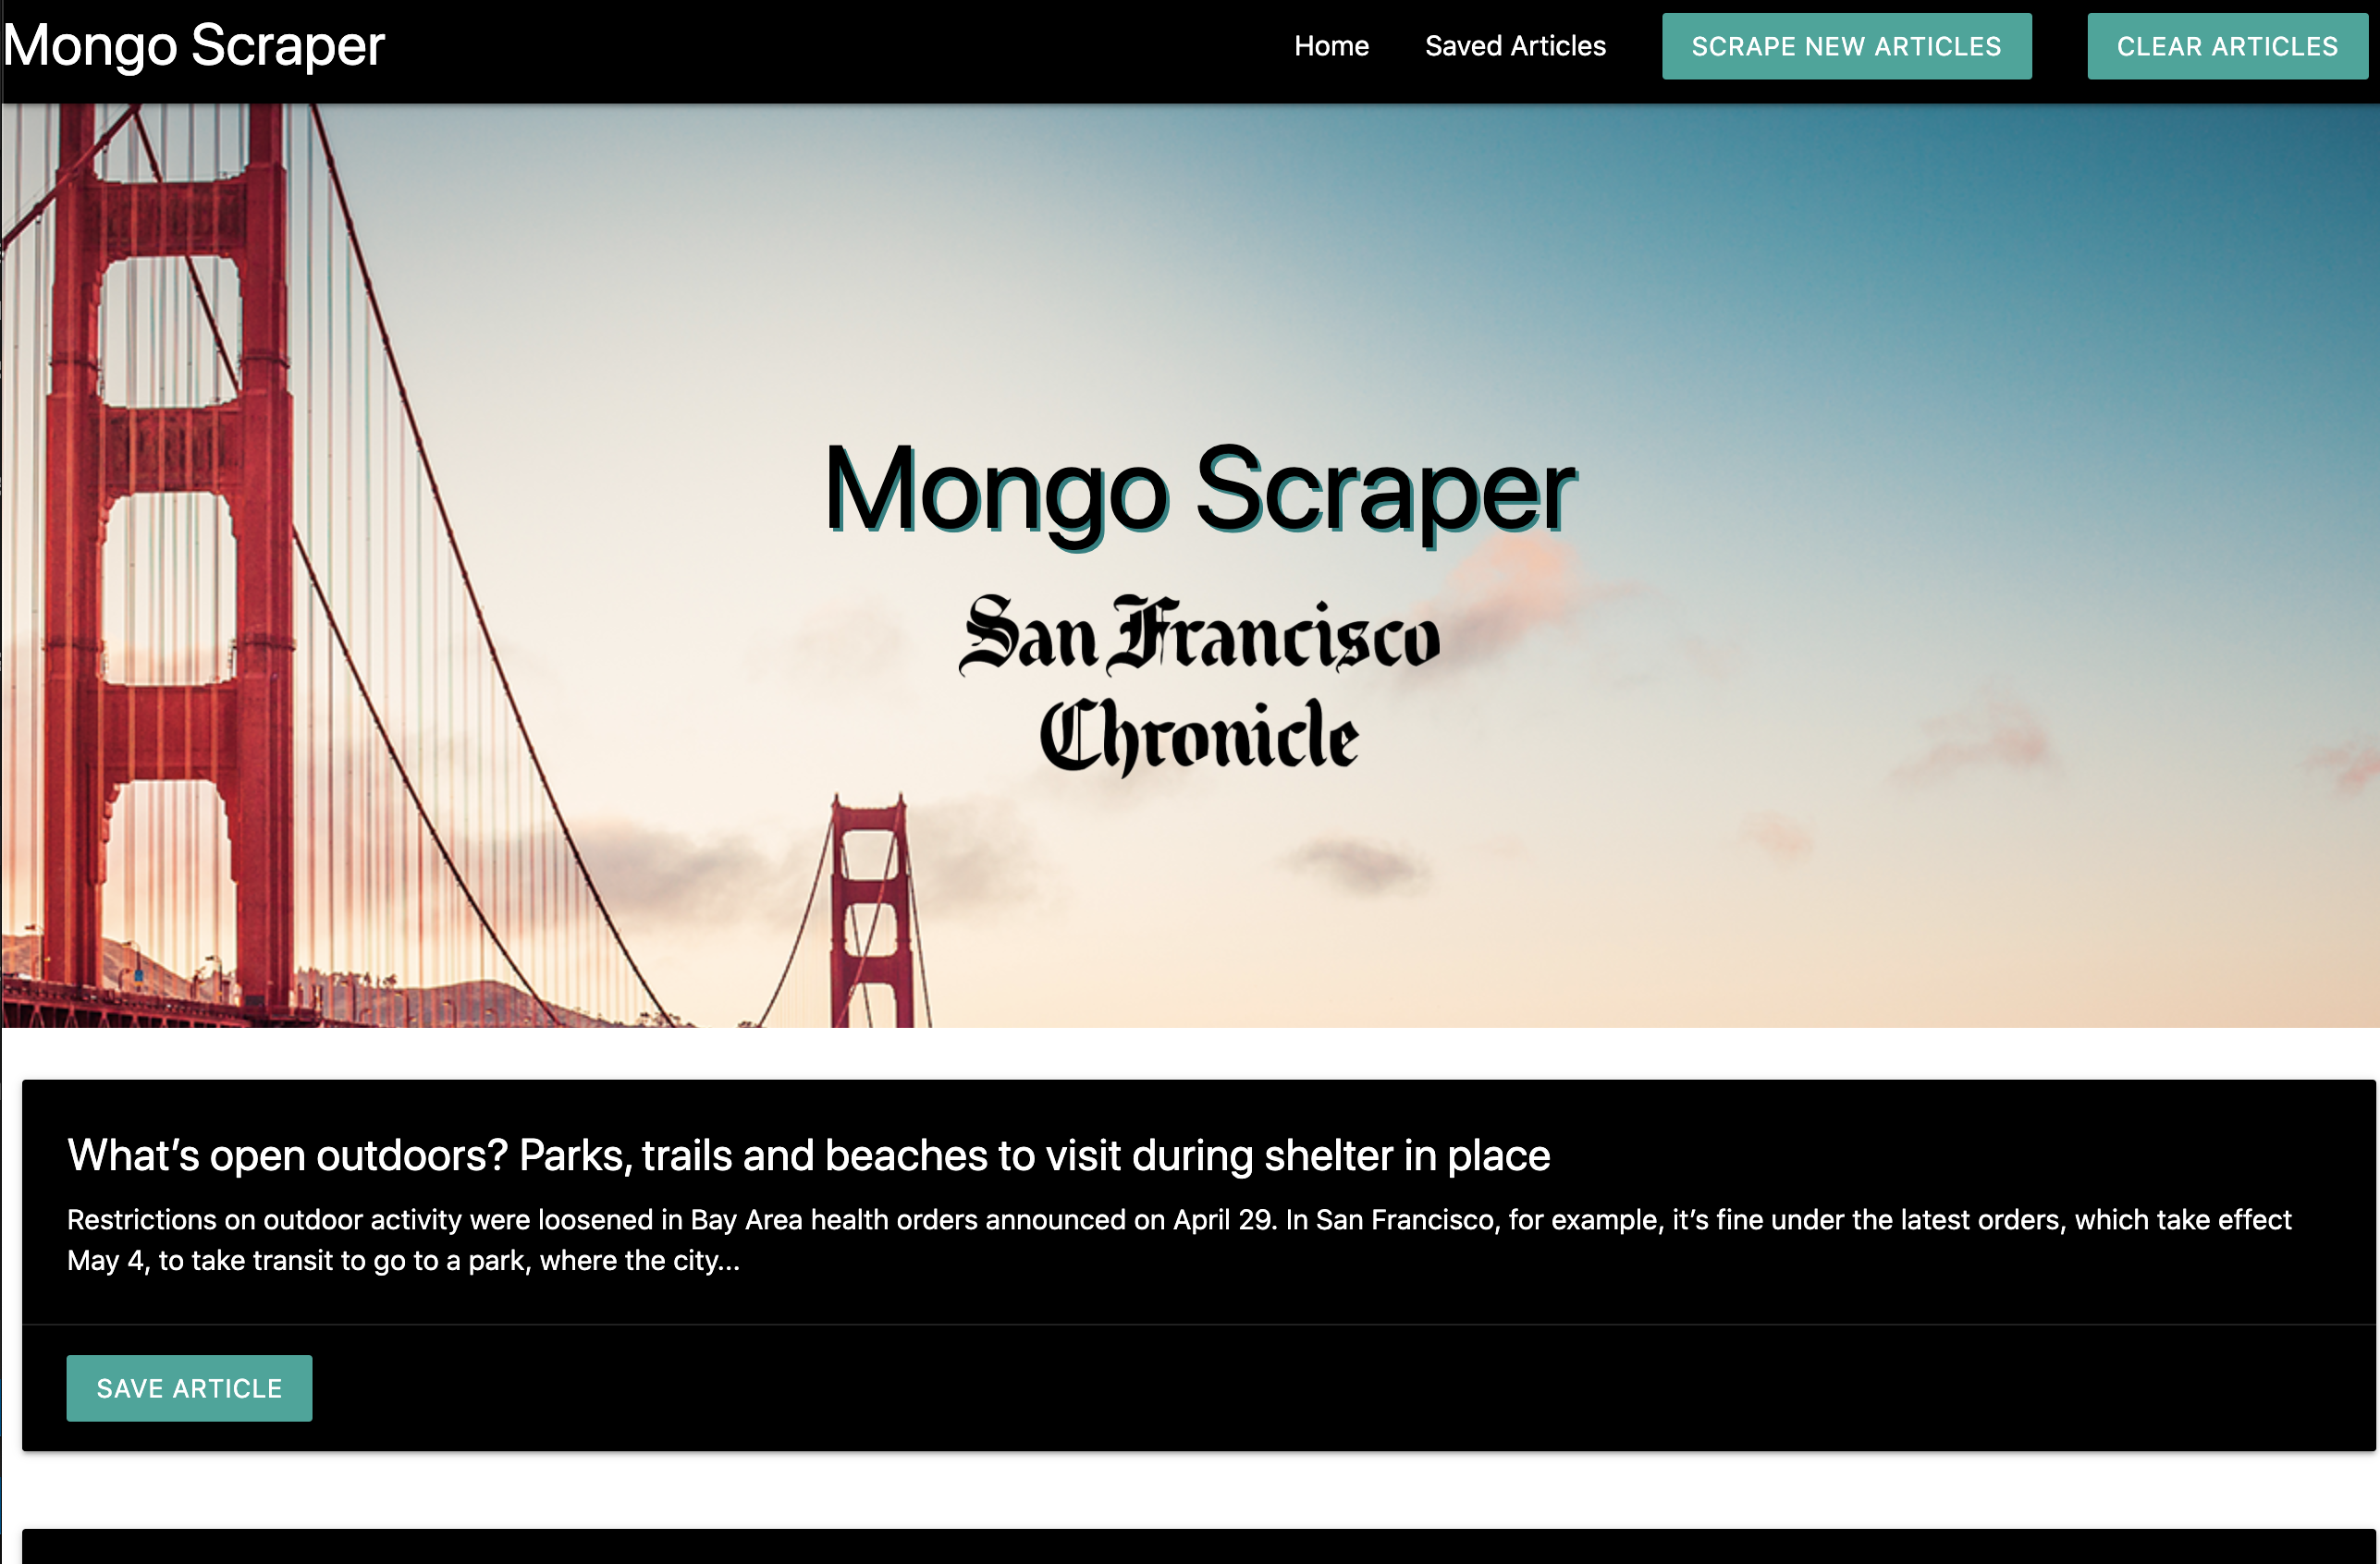 Mongo Scraper
Home
Saved Articles
SCRAPE NEW ARTICLES
CLEAR ARTICLES
Mongo Scraper
San Francisco
Chronicle
What’s open outdoors? Parks, trails and beaches to visit during shelter in place
Restrictions on outdoor activity were loosened in Bay Area health orders announced on April 29. In San Francisco, for example, it’s fine under the latest orders, which take effect
May 4, to take transit to go to a park, where the city...
SAVE ARTICLE